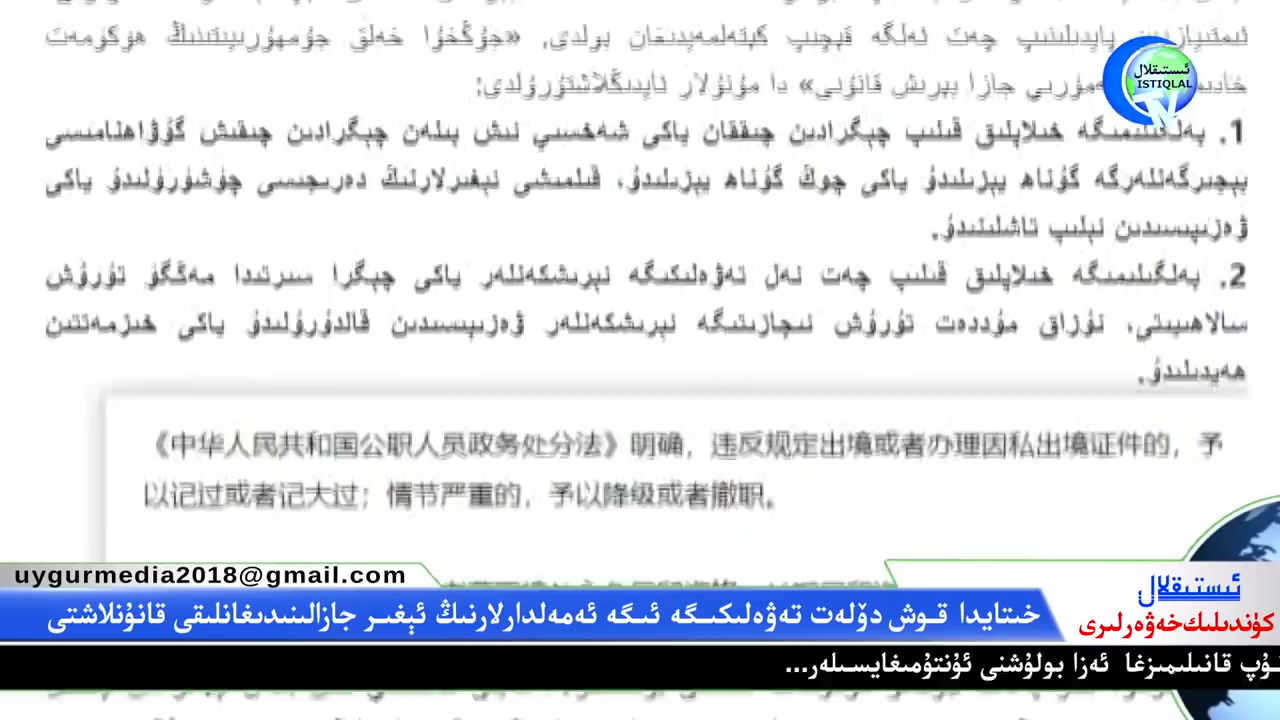 ئىمتىيازدىن پايدىلىنىپ چەت ئەلگە قېچىپ كېتەلمەيدىغان بولدى. «جۇڭخۇا خەلق جۇمھۇرىيىتىنىڭ ھۆكۈمەت
مۇرىي جازا بېرىش قانۇنى» دا مۇنۇلار ئايدىڭلاشتۇرۇلدى:
ئىستىقلال
ISTIQLAL
TV
1. بەلگىلىمىگە خىلاپلىق قىلىپ چېگرادىن چىققان ياكى شەخسىي ئىش بىلەن چېگرادىن چىقىش گۇۋاھنامىسى
بېجىرگەنلەرگە گۇناھ يېزىلىدۇ ياكى چوڭ گۇناھ يېزىلىدۇ، قىلمىشى ئېغىرلارنىڭ دەرىجىسى چۈشۈرۈلىدۇ ياكى
ۋەزىپىسىدىن ئېلىپ تاشلىنىدۇ.
2. بەلگىلىمىگە خىلاپلىق قىلىپ چەت ئەل تەۋەلىكىگە ئېرىشكەنلەر ياكى چېگرا سىرتىدا مەڭگۈ تۇرۇش
سالاھىيىتى، ئۇزاق مۇددەت تۇرۇش ئىجازىتىگە ئېرىشكەنلەر ۋەزىپىسىدىن قالدۇرۇلىدۇ ياكى خىزمەتتىن
ھەيدىلىدۇ.
《中华人民共和国公职人员政务处分法》明确，违反规定出境或者办理因私出境证件的，予
以记过或者记大过；情节严重的，予以降级或者撤职。
uygurmedia2018@gmail.com
ئىستىقلال
كۈندىلىك خەۋەرلىرى
خىتايدا قوش دۆلەت تەۋەلىكىگە ئىگە ئەمەلدارلارنىڭ ئېغىر جازالىنىدىغانلىقى قانۇنلاشتى
ـۇپ قانىلىمىزغا ئەزا بولۇشنى ئۇنتۇمىغايسىلەر...